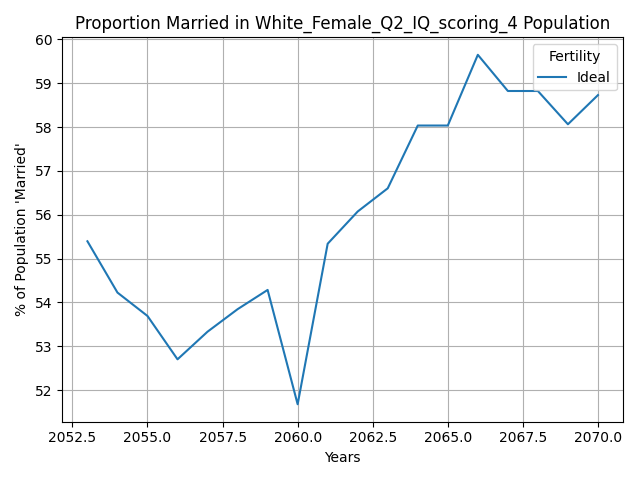 Proportion Married in White_Female_Q2_IQ_scoring_4 Population
Fertility
Ideal
% of Population 'Married'
60
59
58
57
56
55
54
53
52
2052.5 2055.0 2057.5 2060.0 2062.5 2065.0 2067.5 2070.0
Years